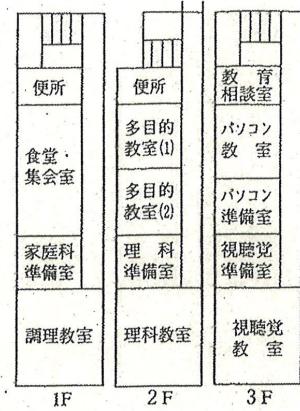 便所
食堂・
集会室
家庭科
準備室
調理教室
1F
便所
多目的
教室(1)
多目的
教室(2)
理科
準備室
理科教室
2F
教育
相談室
パソコン
教室
パソコン
準備室
視聴覚
準備室
視聴覚
教室
3F